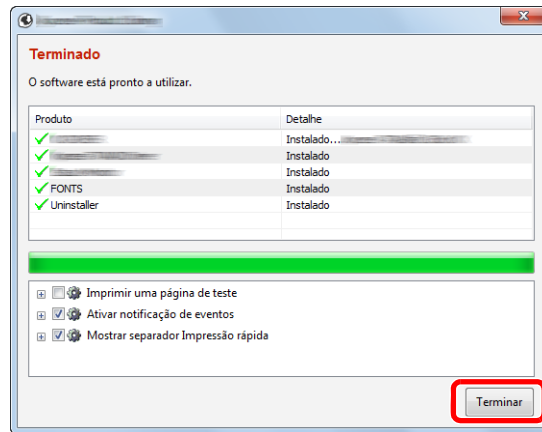 Terminado
O software está pronto a utilizar.
Produto Detalhe
Instalado...
Instalado
Instalado
FONTS Instalado
Uninstaller Instalado
Imprimir uma página de teste
Ativar notificação de eventos
Mostrar separador Impressão rápida
Terminar